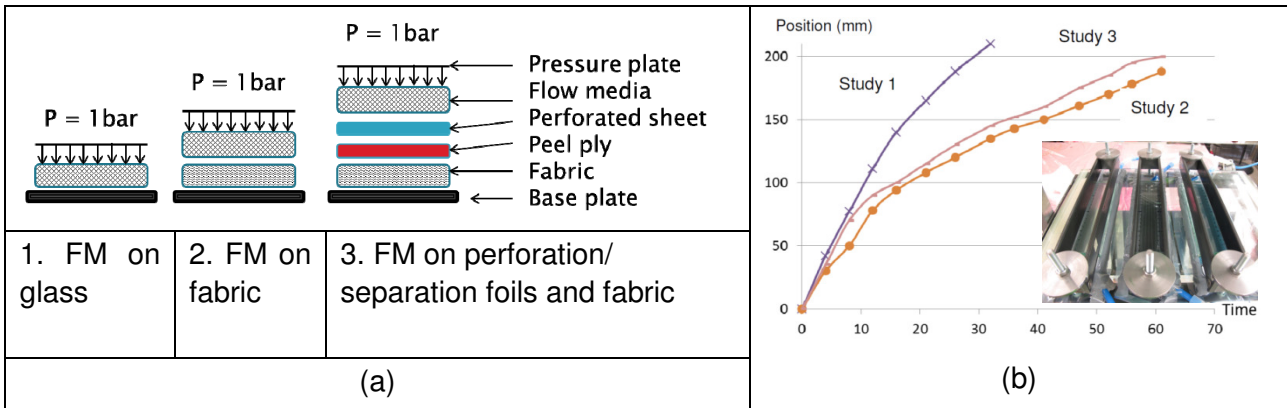 P = 1bar
P = 1bar
P = 1bar
Pressure plate
Flow media
Perforated sheet
Peel ply
Fabric
Base plate
1. FM on
glass
2. FM on
fabric
3. FM on perforation/
separation foils and fabric
(a)
Position (mm)
200
150
100
50
0
0 10 20 30 40 50 60 70
Time
Study 1
Study 3
Study 2
(b)